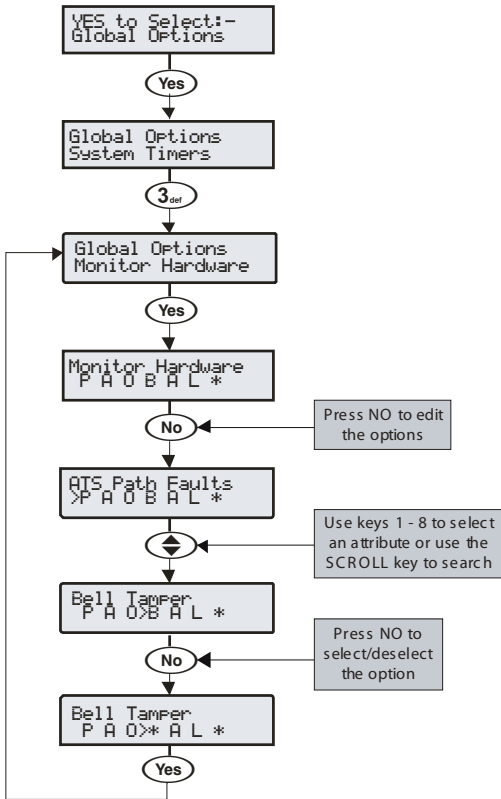 YES to Select:-
Global Options
Yes
Global Options
System Timers
3def
Global Options
Monitor Hardware
Yes
Monitor Hardware
P A O B A L *
No
Press NO to edit
the options
ATS Path Faults
>P A O B A L *
Use keys 1 - 8 to select
an attribute or use the
SCROLL key to search
Bell Tamper
P A O>B A L *
No
Press NO to
select/deselect
the option
Bell Tamper
P A O>* A L *
Yes